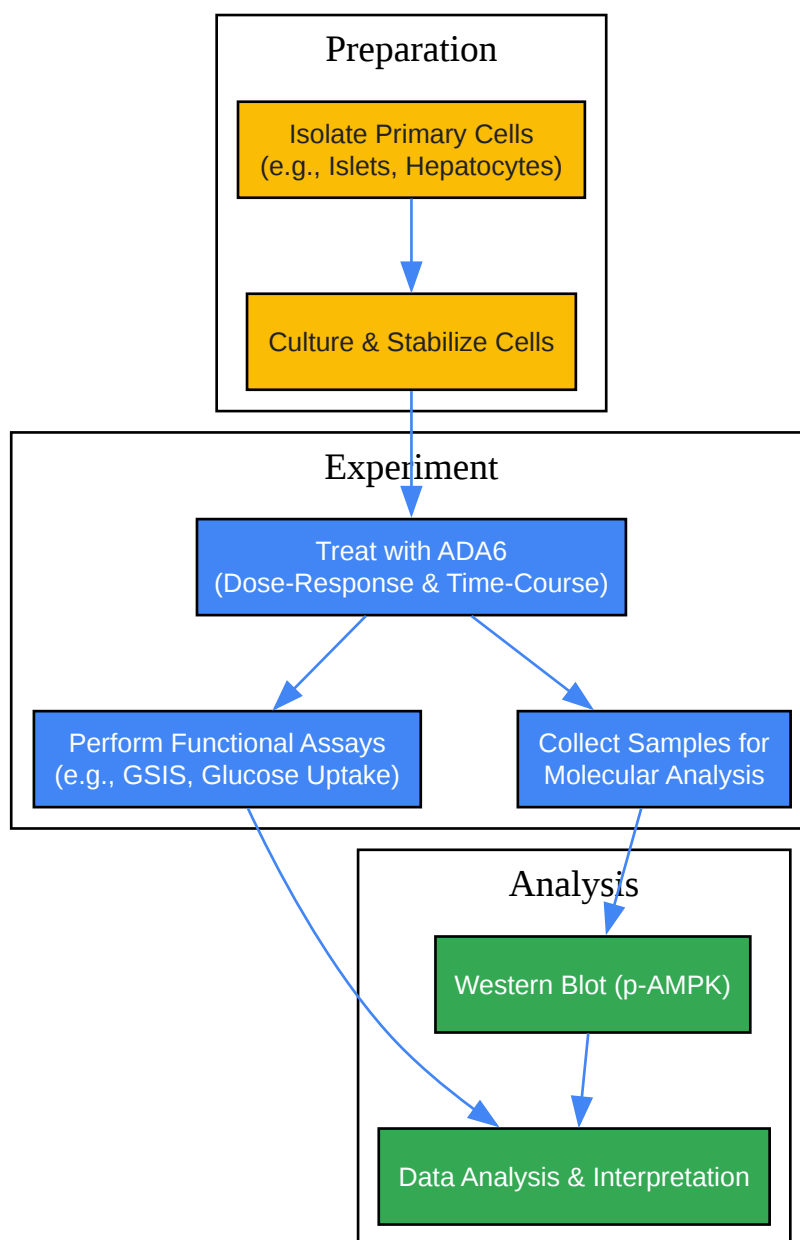 Preparation
Isolate Primary Cells
(e.g., Islets, Hepatocytes)
Culture & Stabilize Cells
Experiment
Treat with ADA6
(Dose-Response & Time-Course)
Perform Functional Assays
(e.g., GSIS, Glucose Uptake)
Collect Samples for
Molecular Analysis
Analysis
Western Blot (p-AMPK)
Data Analysis & Interpretation